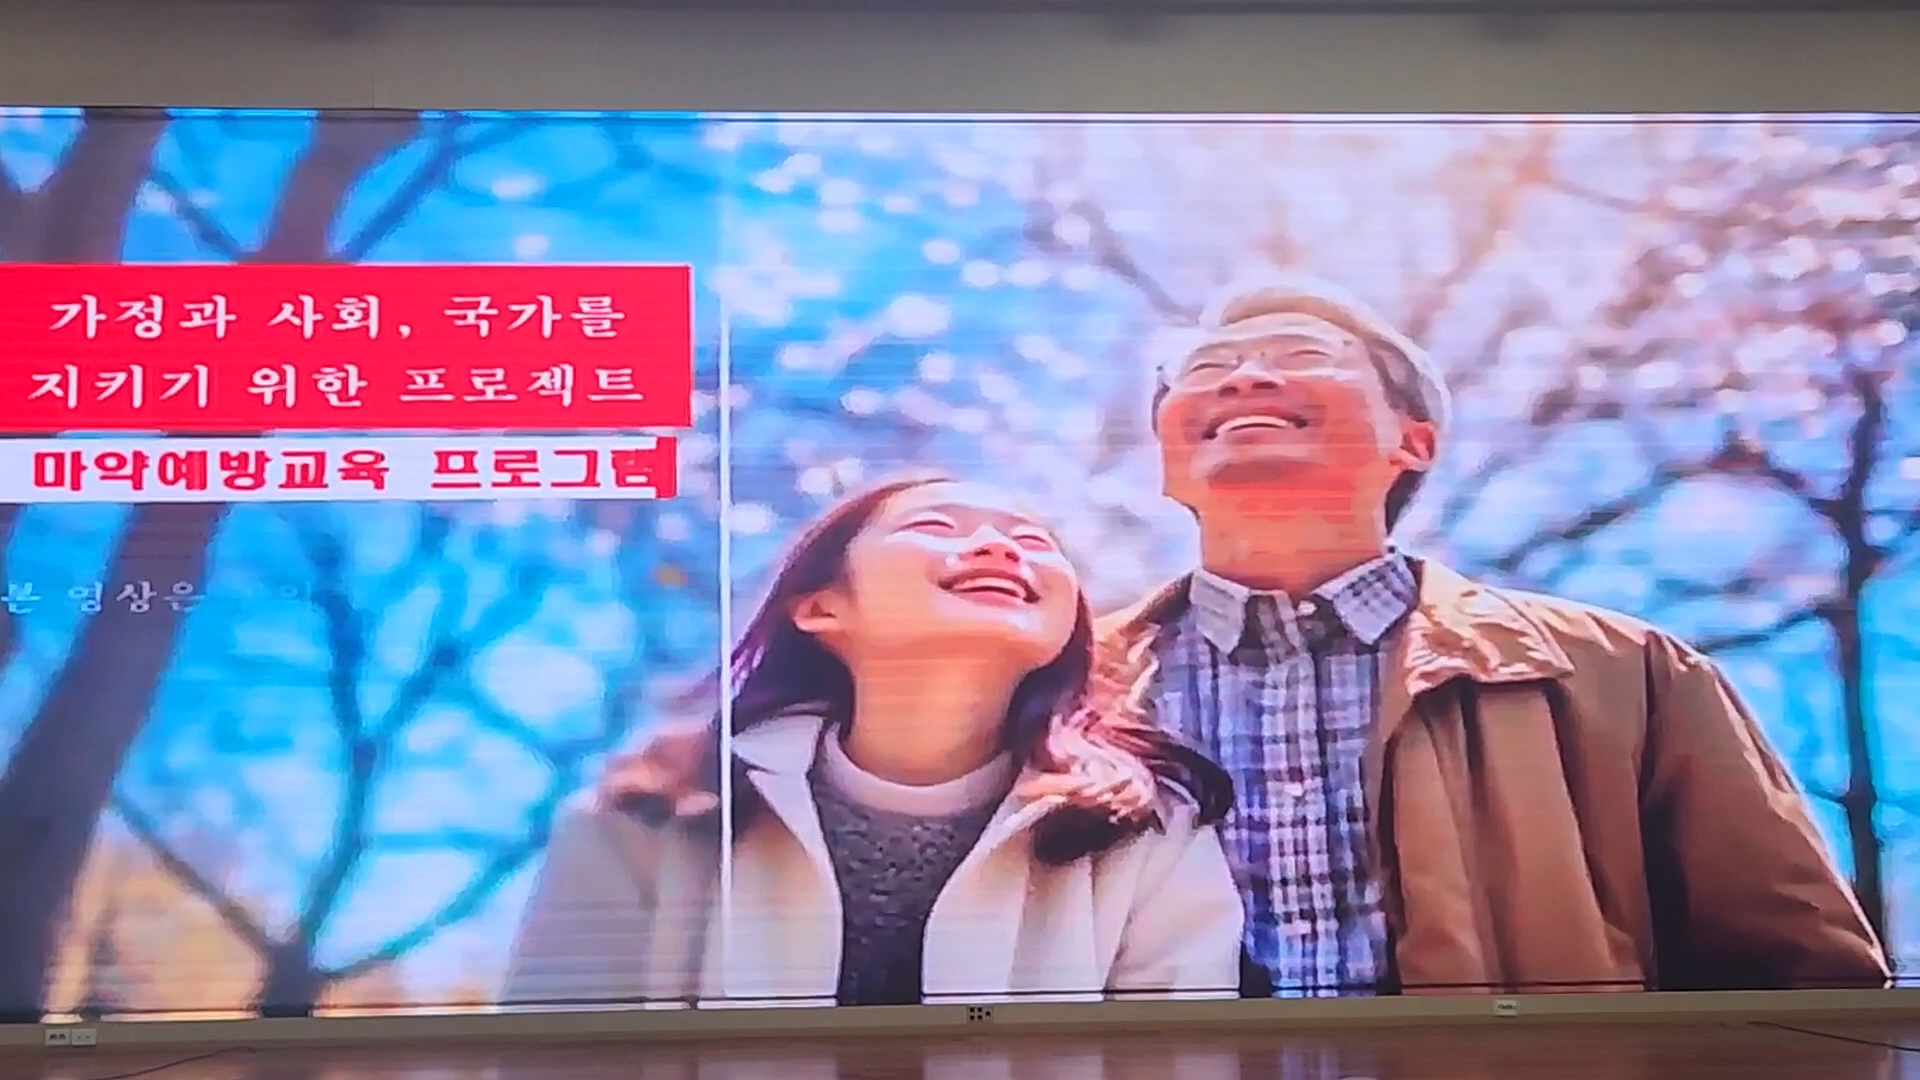 가정과 사회, 국가를
지키기 위한 프로젝트
마약예방교육 프로그램
본 영상은